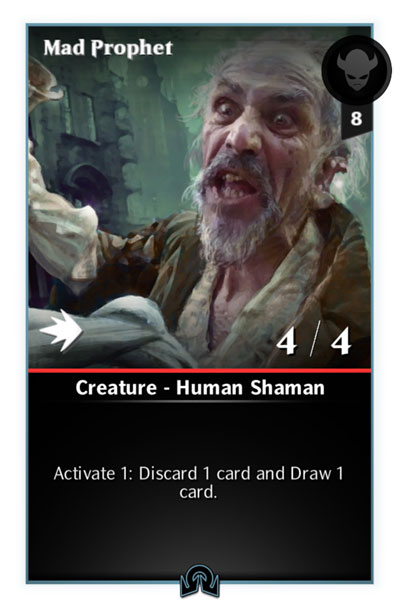 Mad Prophet
8
4 / 4
Creature - Human Shaman
Activate 1: Discard 1 card and Draw 1
card.